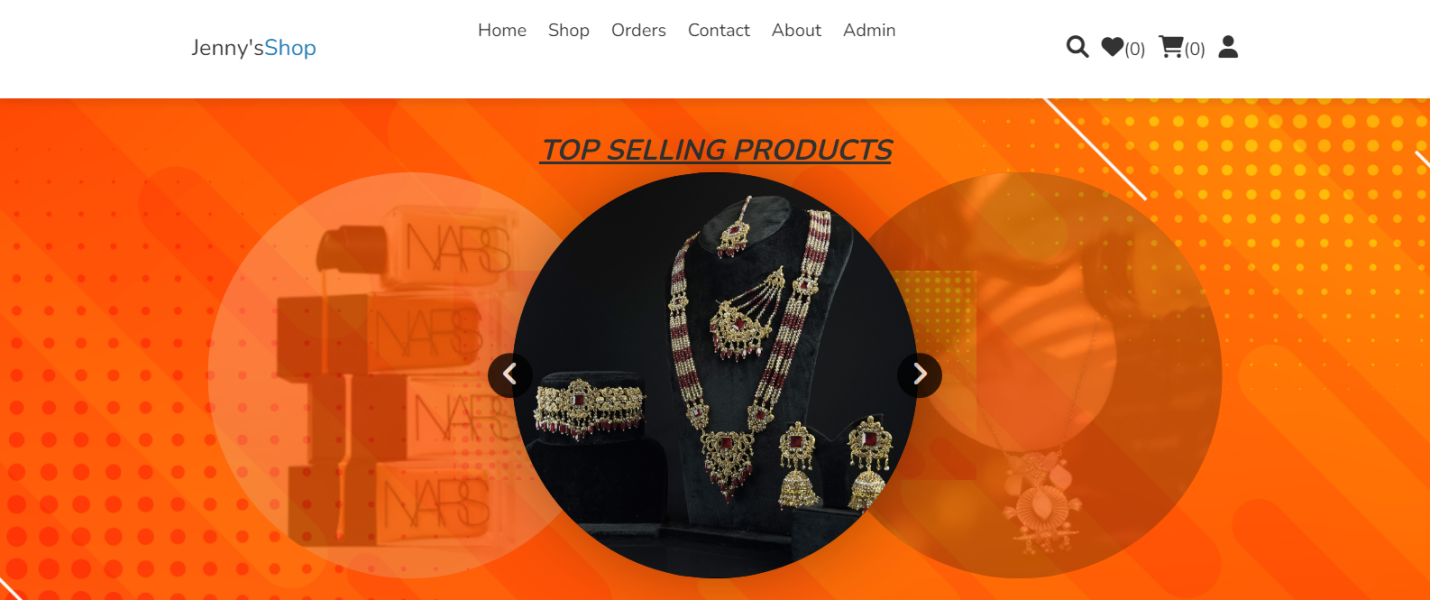 Jenny'sShop
Home Shop Orders Contact About Admin
(0) (0)
TOP SELLING PRODUCTS
NARS
NARS
NARS
NARS